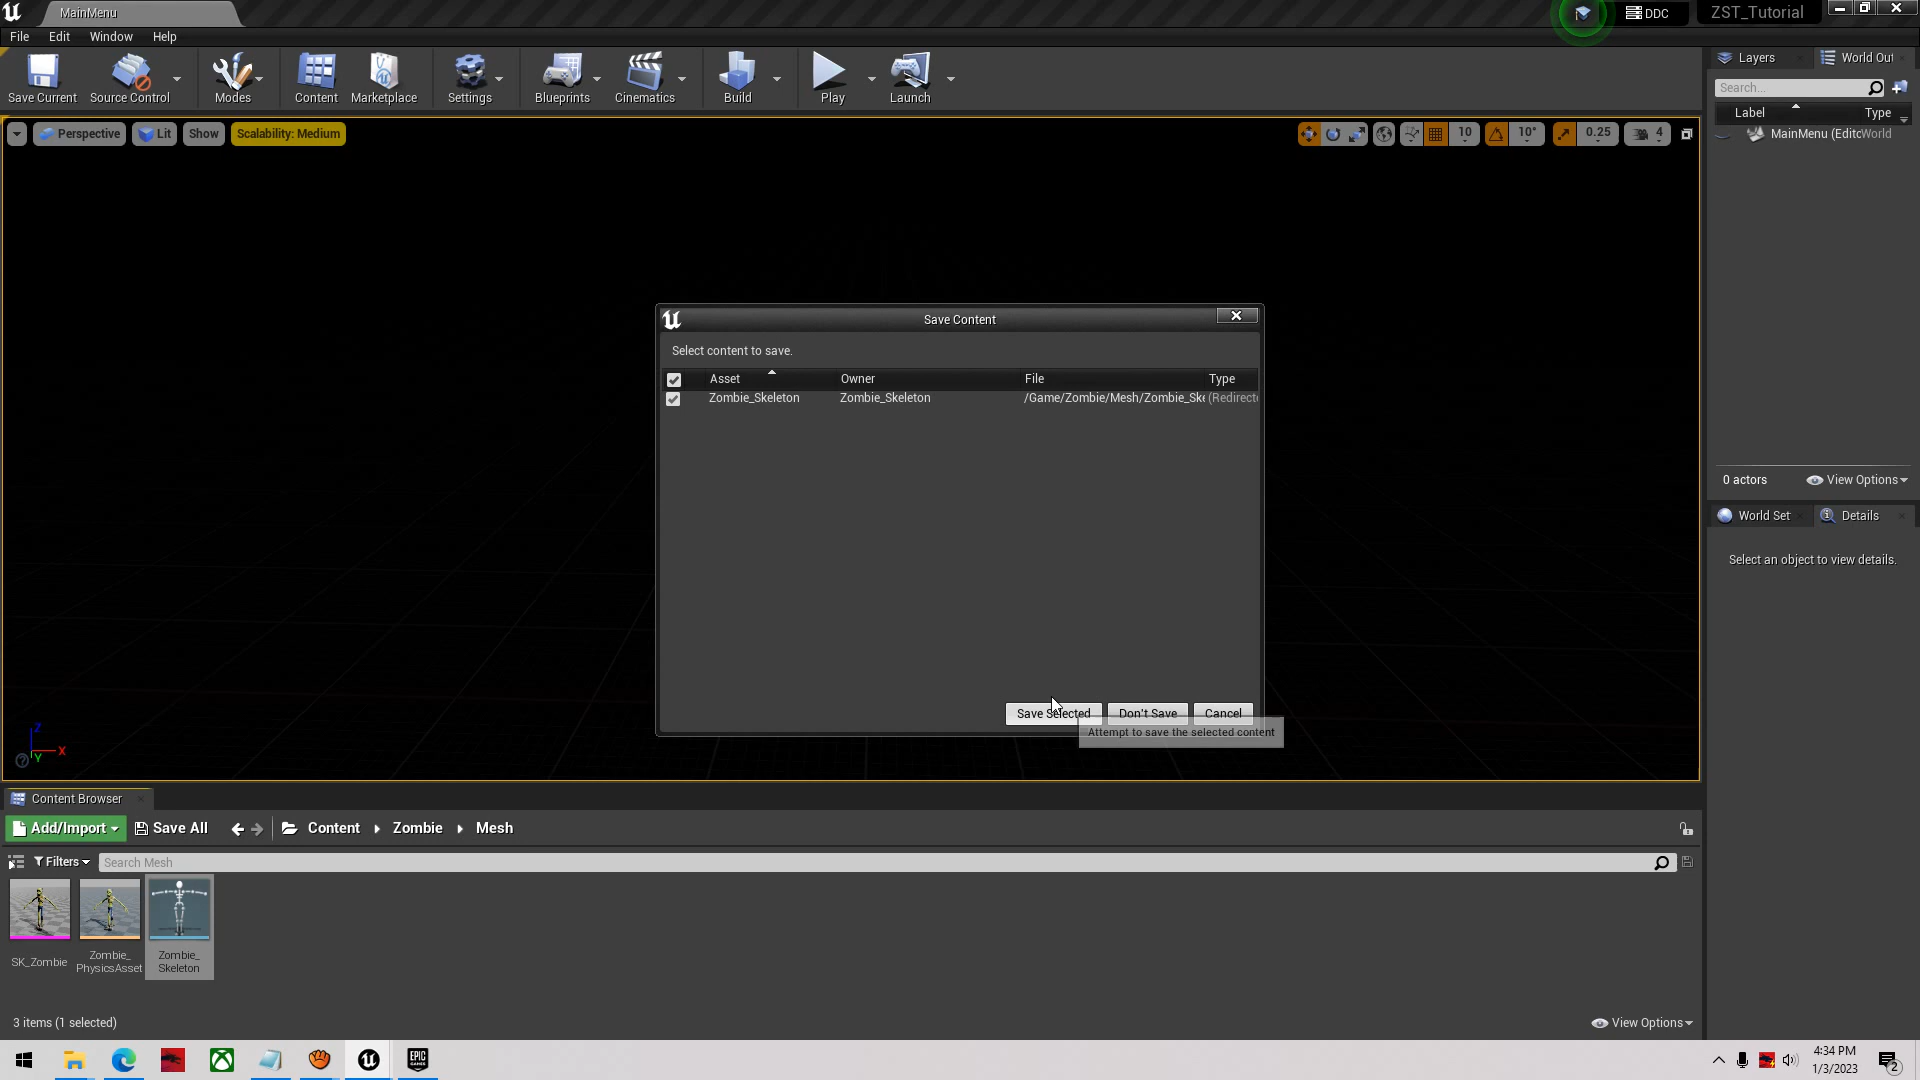 MainMenu
DDC
ZST_Tutorial
File Edit Window Help
Save Current
Source Control
Modes
Content
Marketplace
Settings
Blueprints
Cinematics
Build
Play
Launch
Layers
World Out
Search...
Label Type
MainMenu (Editc World
Perspective
Lit
Show
Scalability: Medium
10
10°
0.25
4
Save Content
Select content to save.
Asset Owner File Type
Zombie_Skeleton Zombie_Skeleton /Game/Zombie/Mesh/Zombie_Ske (Redirect
Save Selected
Don't Save
Cancel
Attempt to save the selected content
0 actors
View Options
World Set
Details
Select an object to view details.
Z
X
Y
Content Browser
Add/Import
Save All
Content
Zombie
Mesh
Filters
Search Mesh
SK_Zombie
Zombie_
PhysicsAsset
Zombie_
Skeleton
3 items (1 selected)
View Options
EPIC
GAMES
4:34 PM
1/3/2023
2